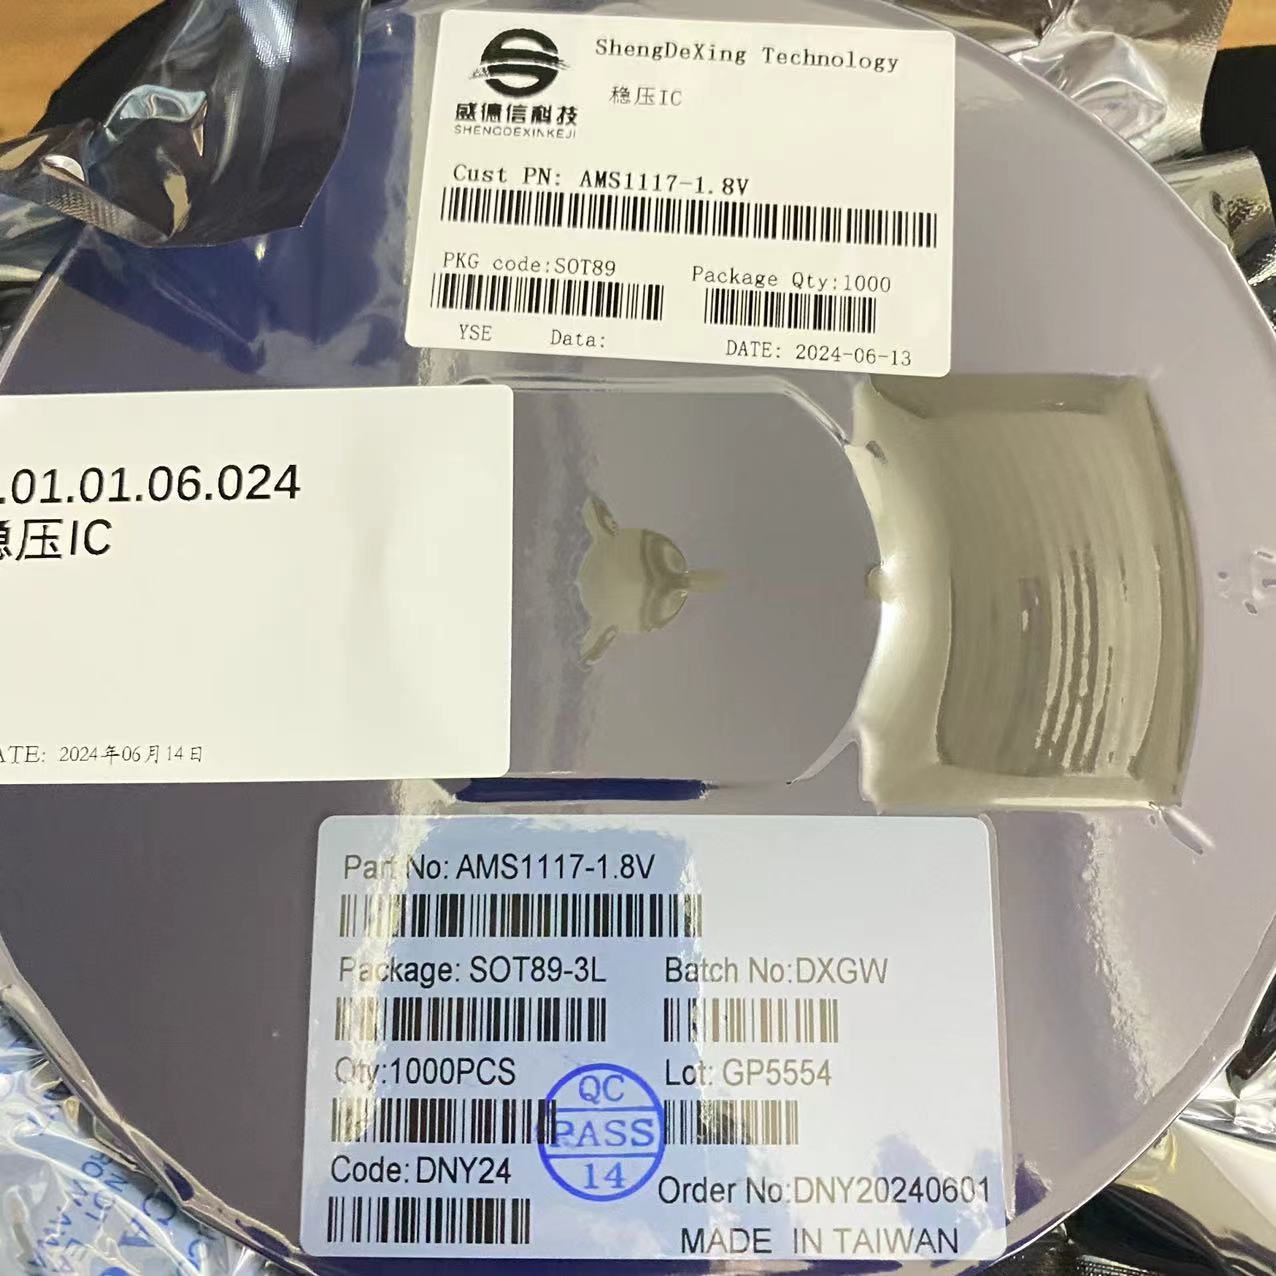 ShengDeXing Technology
稳压IC
威德信科技
SHENGDEXINKEJI
Cust PN: AMS1117-1.8V
PKG code:SOT89
Package Qty:1000
YSE Data:
DATE: 2024-06-13
.01.01.06.024
稳压IC
ATE: 2024年06月14日
Part No: AMS1117-1.8V
Package: SOT89-3L
Batch No:DXGW
Qty:1000PCS
Lot: GP5554
QC
PASS
14
Code: DNY24
Order No:DNY20240601
MADE IN TAIWAN